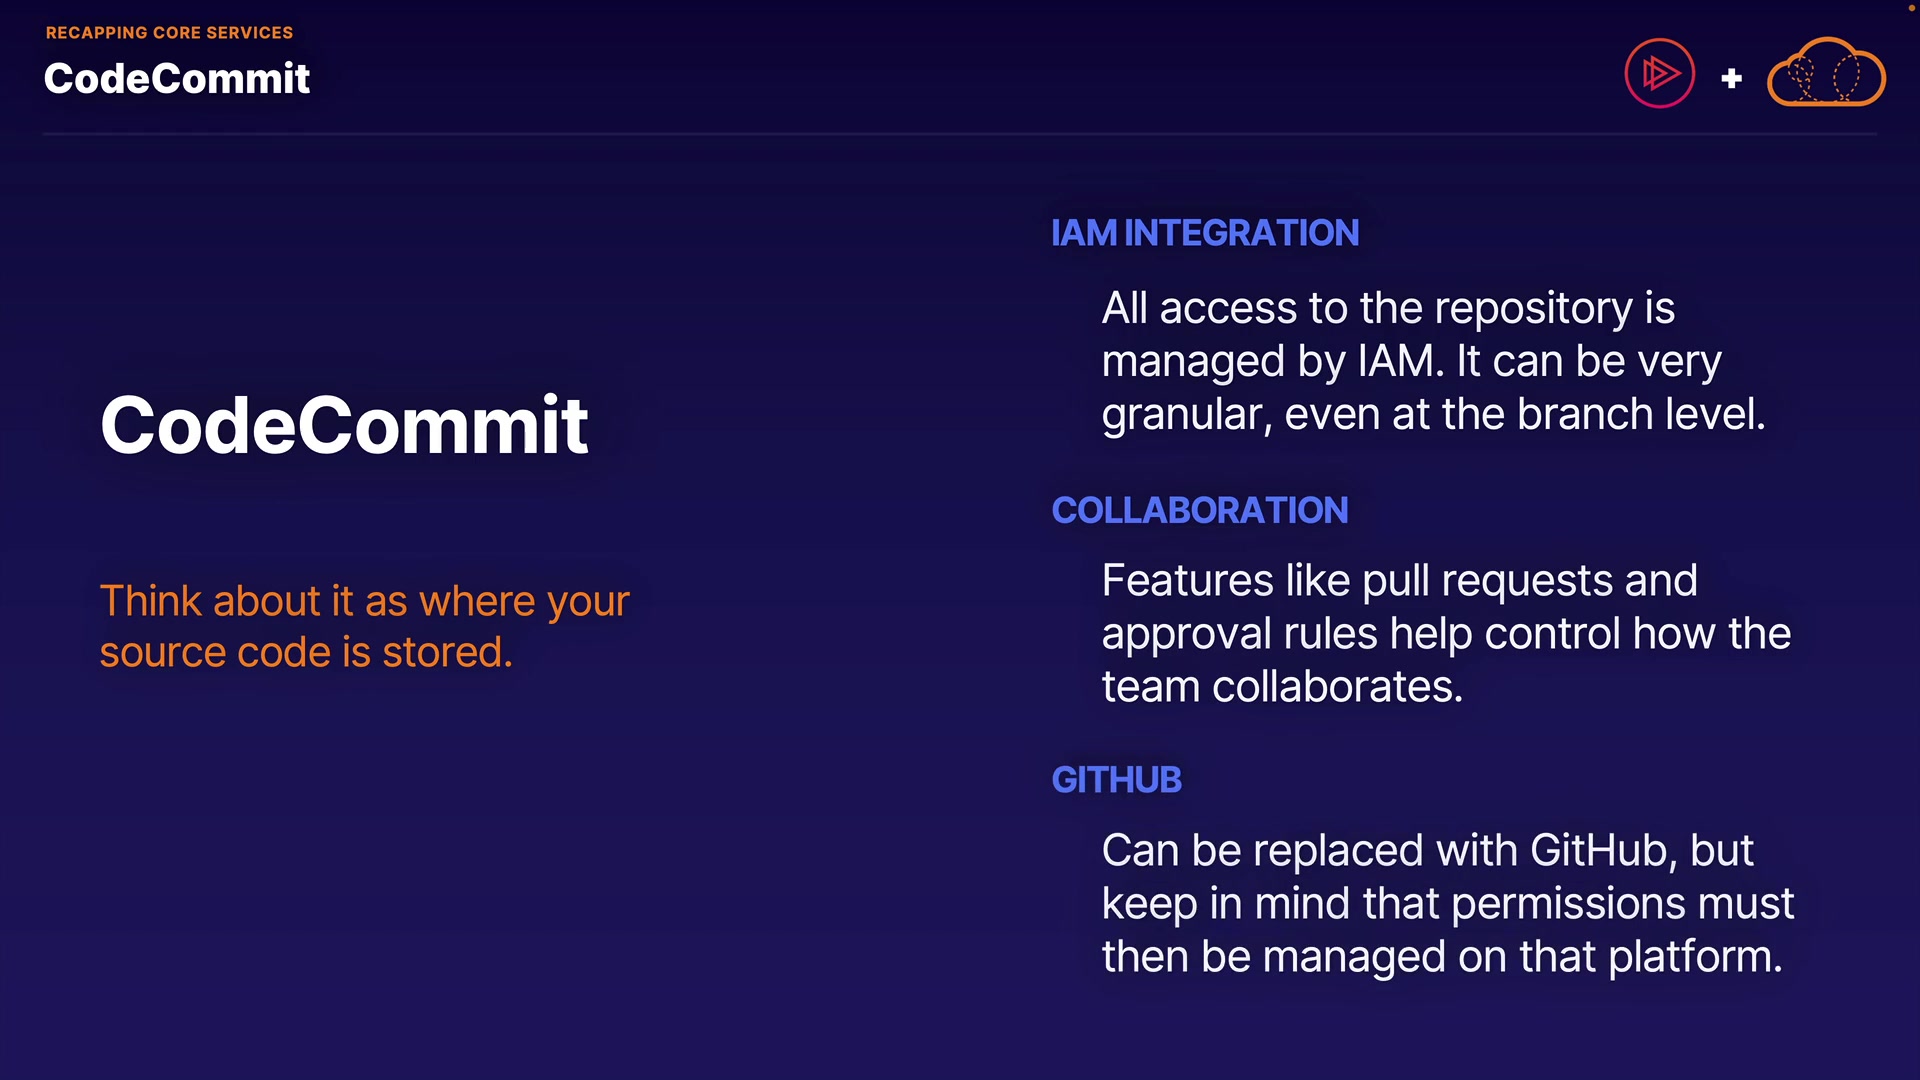 RECAPPING CORE SERVICES
CodeCommit
+
CodeCommit
Think about it as where your
source code is stored.
IAM INTEGRATION
All access to the repository is
managed by IAM. It can be very
granular, even at the branch level.
COLLABORATION
Features like pull requests and
approval rules help control how the
team collaborates.
GITHUB
Can be replaced with GitHub, but
keep in mind that permissions must
then be managed on that platform.